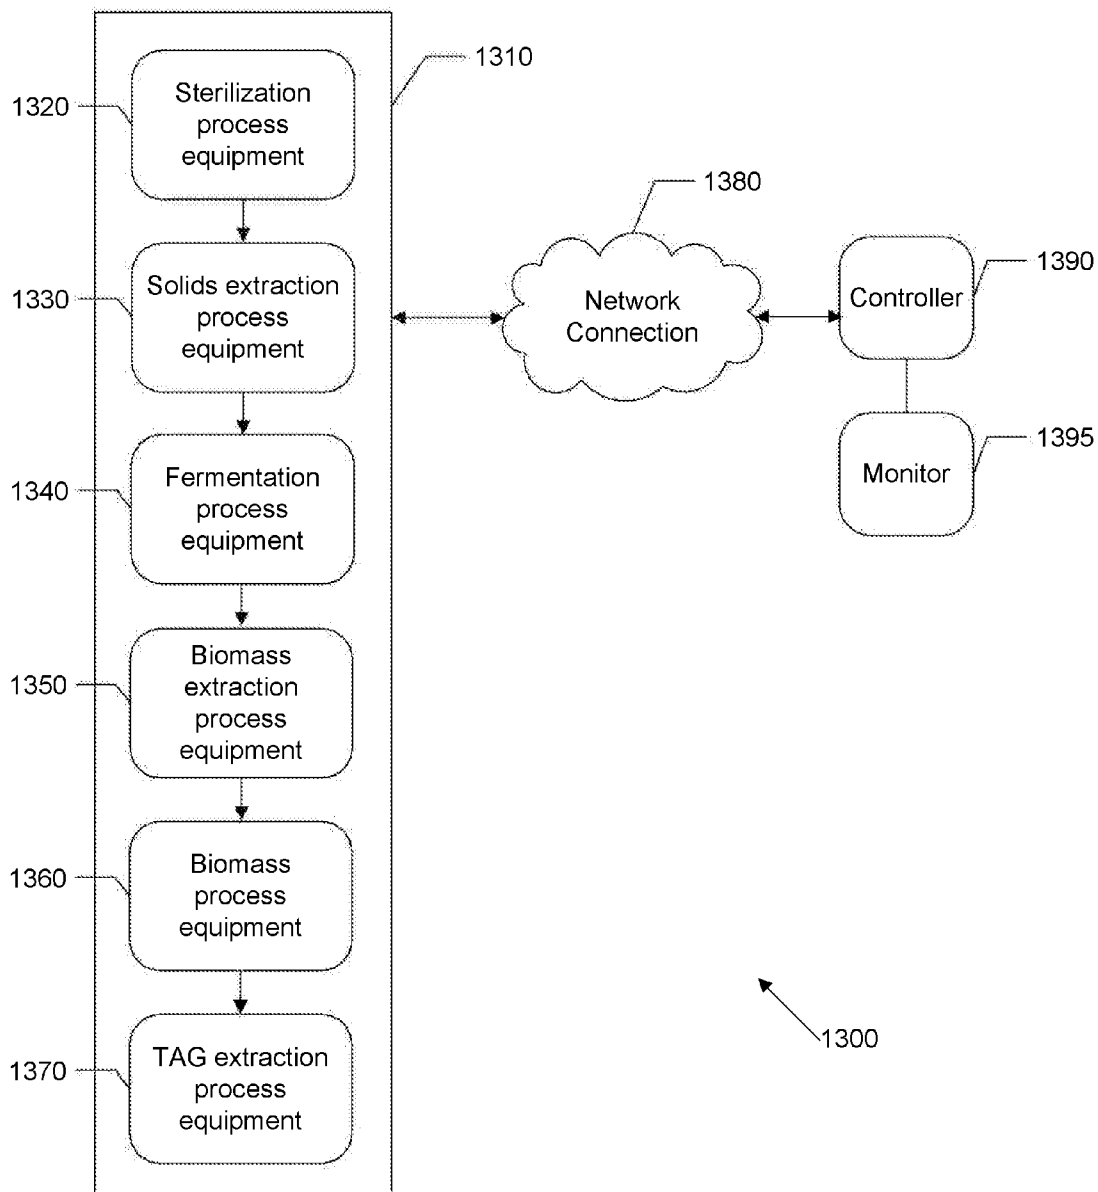 1310
1320
Sterilization
process
equipment
1380
1330
Solids extraction
process
equipment
Network
Connection
1390
Controller
1395
Monitor
1340
Fermentation
process
equipment
1350
Biomass
extraction
process
equipment
1360
Biomass
process
equipment
1300
1370
TAG extraction
process
equipment